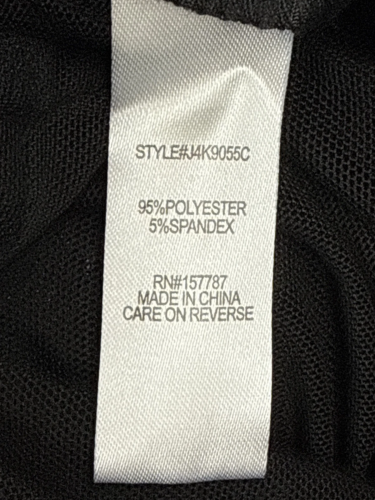 STYLE#J4K9055C
95%POLYESTER
5%SPANDEX
RN#157787
MADE IN CHINA
CARE ON REVERSE